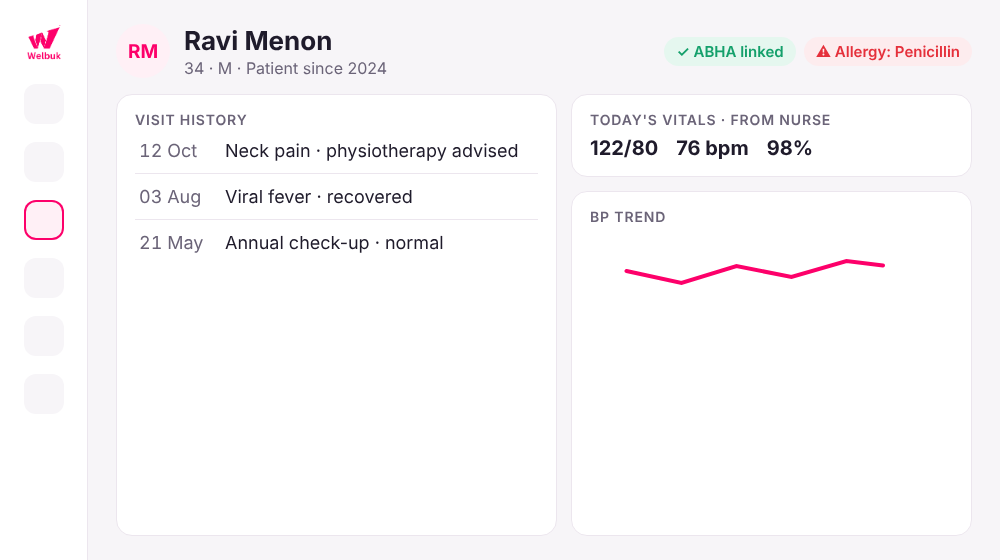 Welbuk
RM
Ravi Menon
34 · M · Patient since 2024
✓ ABHA linked
⚠ Allergy: Penicillin
VISIT HISTORY
12 Oct Neck pain · physiotherapy advised
03 Aug Viral fever · recovered
21 May Annual check-up · normal
TODAY'S VITALS · FROM NURSE
122/80 76 bpm 98%
BP TREND